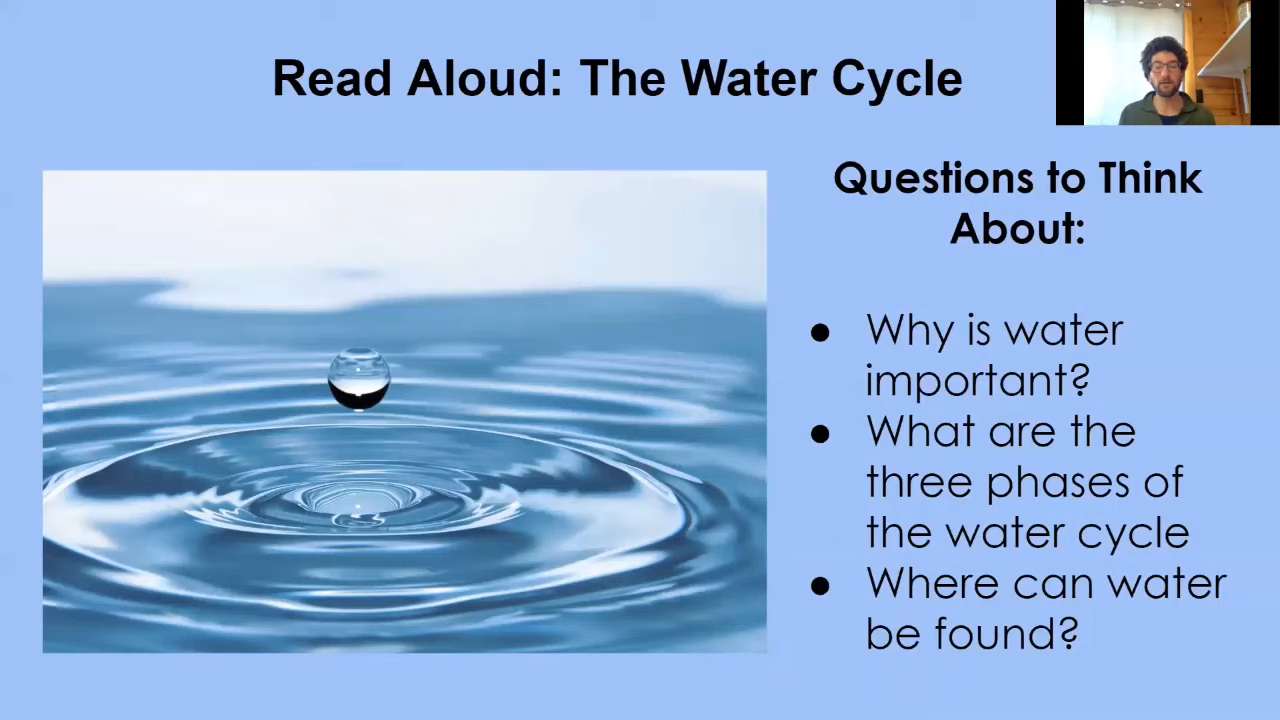 Read Aloud: The Water Cycle
Questions to Think
About:
● Why is water
important?
● What are the
three phases of
the water cycle
● Where can water
be found?